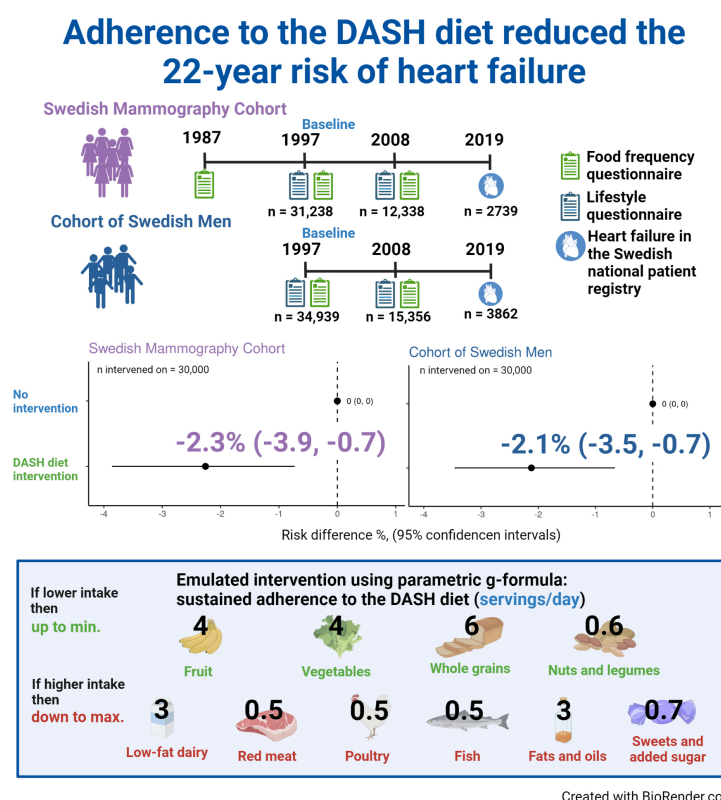 Adherence to the DASH diet reduced the
22-year risk of heart failure
Swedish Mammography Cohort
Baseline
1987 1997 2008 2019
n = 31,238 n = 12,338 n = 2739
Cohort of Swedish Men
Baseline
1997 2008 2019
n = 34,939 n = 15,356 n = 3862
Food frequency
questionnaire
Lifestyle
questionnaire
Heart failure in
the Swedish
national patient
registry
Swedish Mammography Cohort
n intervened on = 30,000
No
intervention
0 (0, 0)
-2.3% (-3.9, -0.7)
DASH diet
intervention
-4 -3 -2 -1 0 1
Cohort of Swedish Men
n intervened on = 30,000
0 (0, 0)
-2.1% (-3.5, -0.7)
-4 -3 -2 -1 0 1
Risk difference %, (95% confidencen intervals)
If lower intake
then
up to min.
Emulated intervention using parametric g-formula:
sustained adherence to the DASH diet (servings/day)
4 4 6 0.6
Fruit Vegetables Whole grains Nuts and legumes
If higher intake
then
down to max.
3 0.5 0.5 0.5 3 0.7
Low-fat dairy Red meat Poultry Fish Fats and oils Sweets and
added sugar
Created with BioRender.co